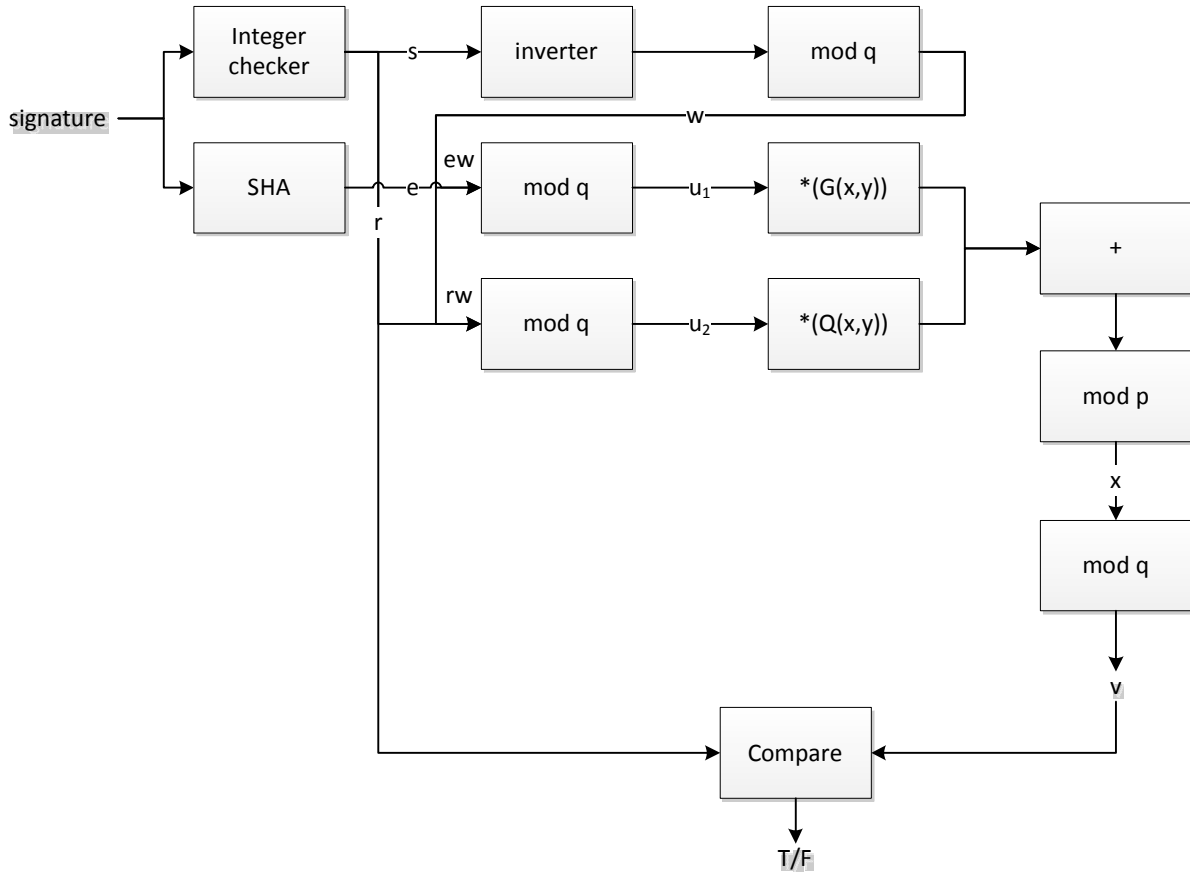 Integer
checker
s
inverter
mod q
signature
w
SHA
e
ew
mod q
u₁
*(G(x,y))
r
+
rw
mod q
u₂
*(Q(x,y))
mod p
x
mod q
v
Compare
T/F